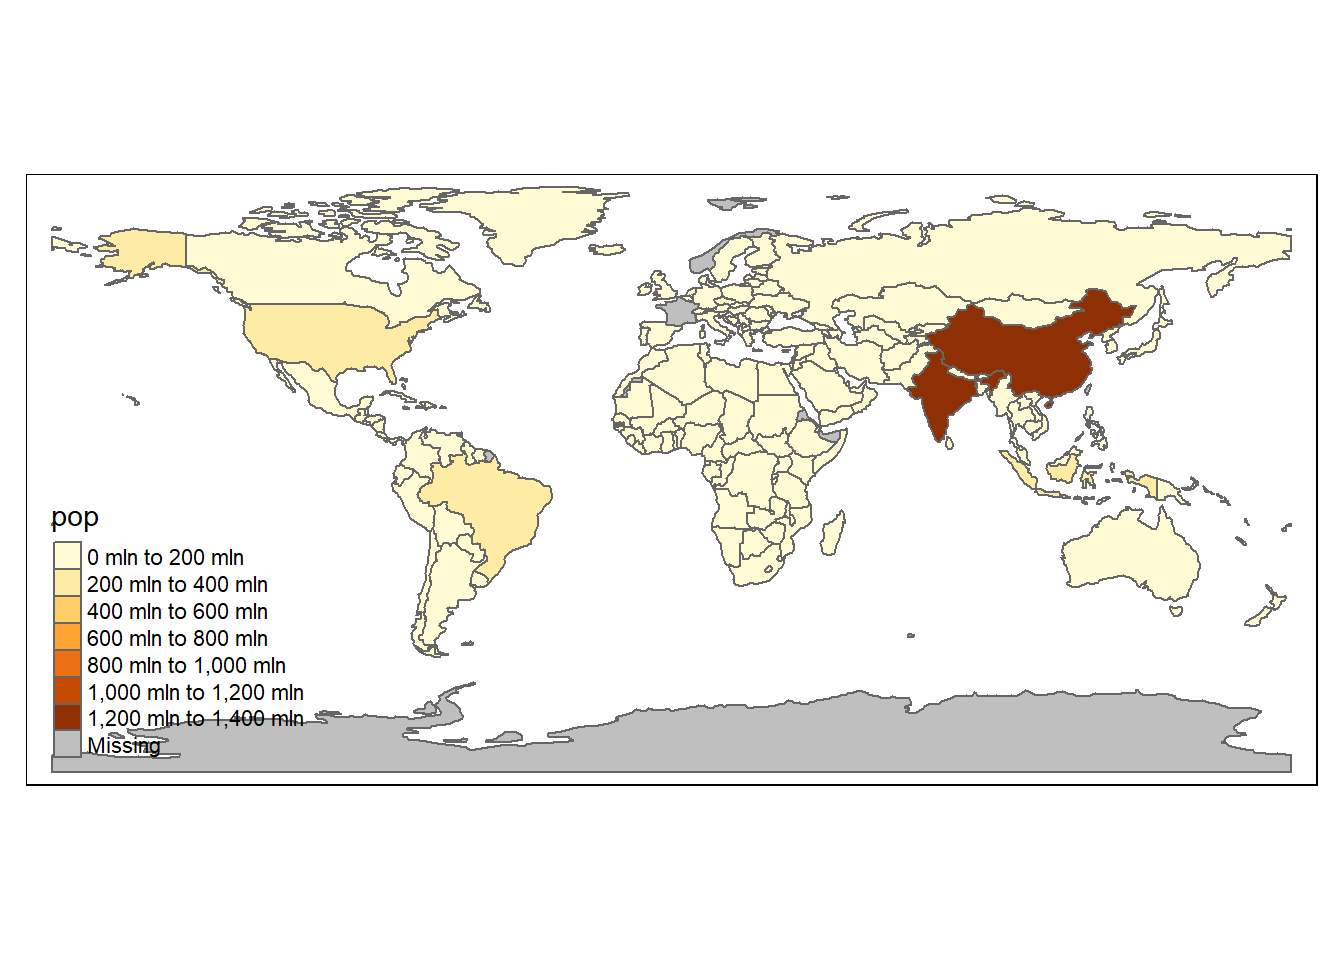 pop
0 mln to 200 mln
200 mln to 400 mln
400 mln to 600 mln
600 mln to 800 mln
800 mln to 1,000 mln
1,000 mln to 1,200 mln
1,200 mln to 1,400 mln
Missing